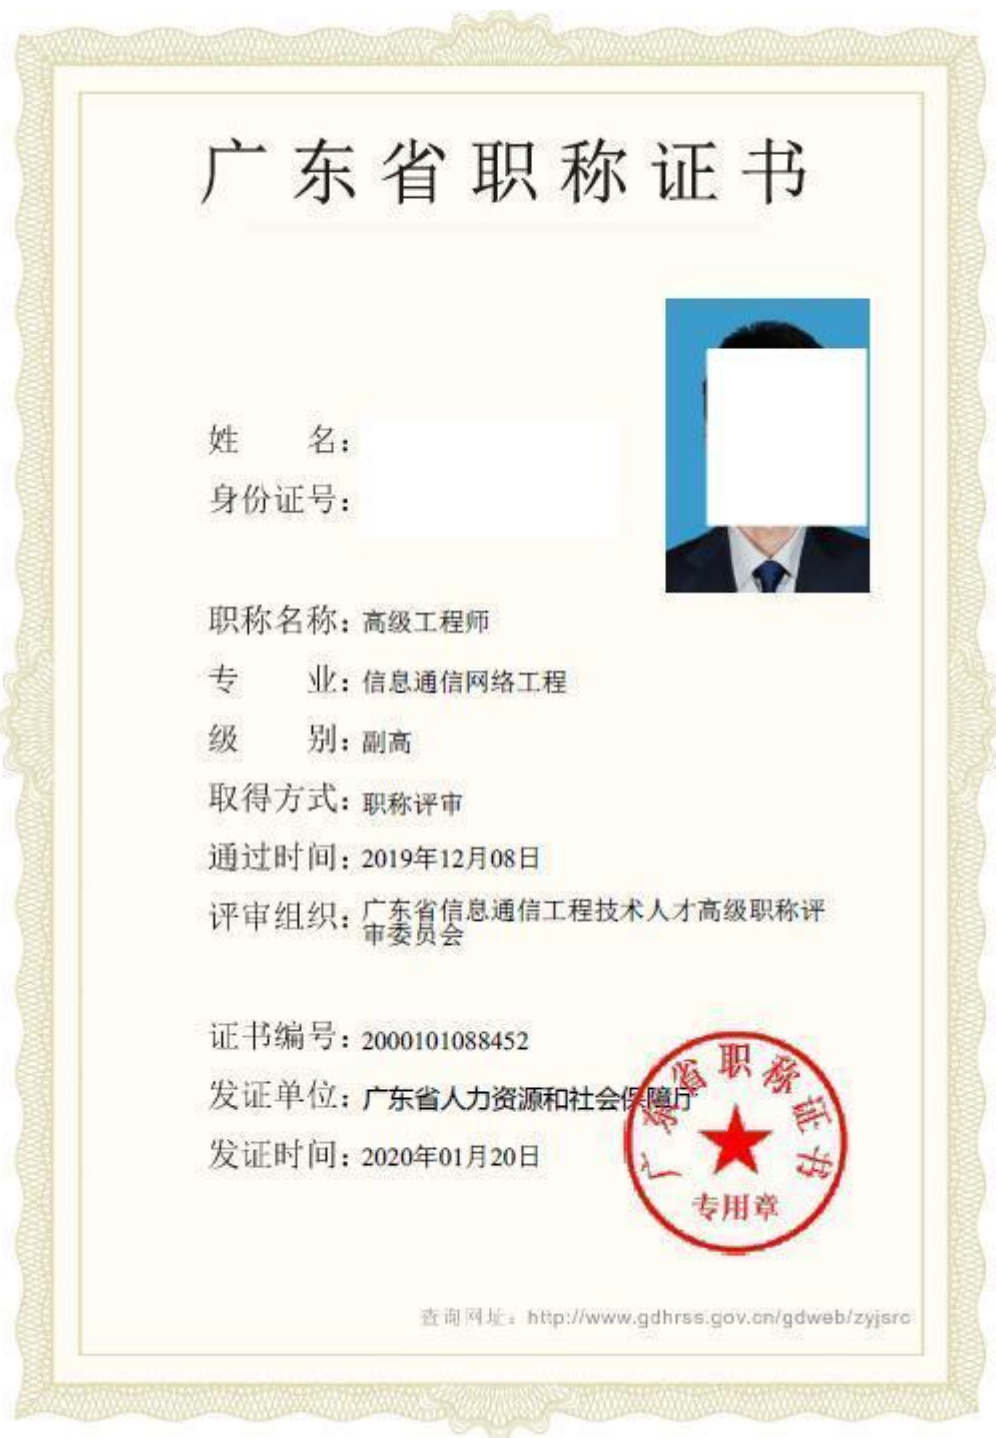 广东省职称证书
姓 名：
身份证号：
职称名称：高级工程师
专 业：信息通信网络工程
级 别：副高
取得方式：职称评审
通过时间：2019年12月08日
评审组织：广东省信息通信工程技术人才高级职称评
审委员会
证书编号：2000101088452
发证单位：广东省人力资源和社会保障厅
发证时间：2020年01月20日
广东省职称证书
专用章
查询网址：http://www.gdhrss.gov.cn/gdweb/zyjsrc